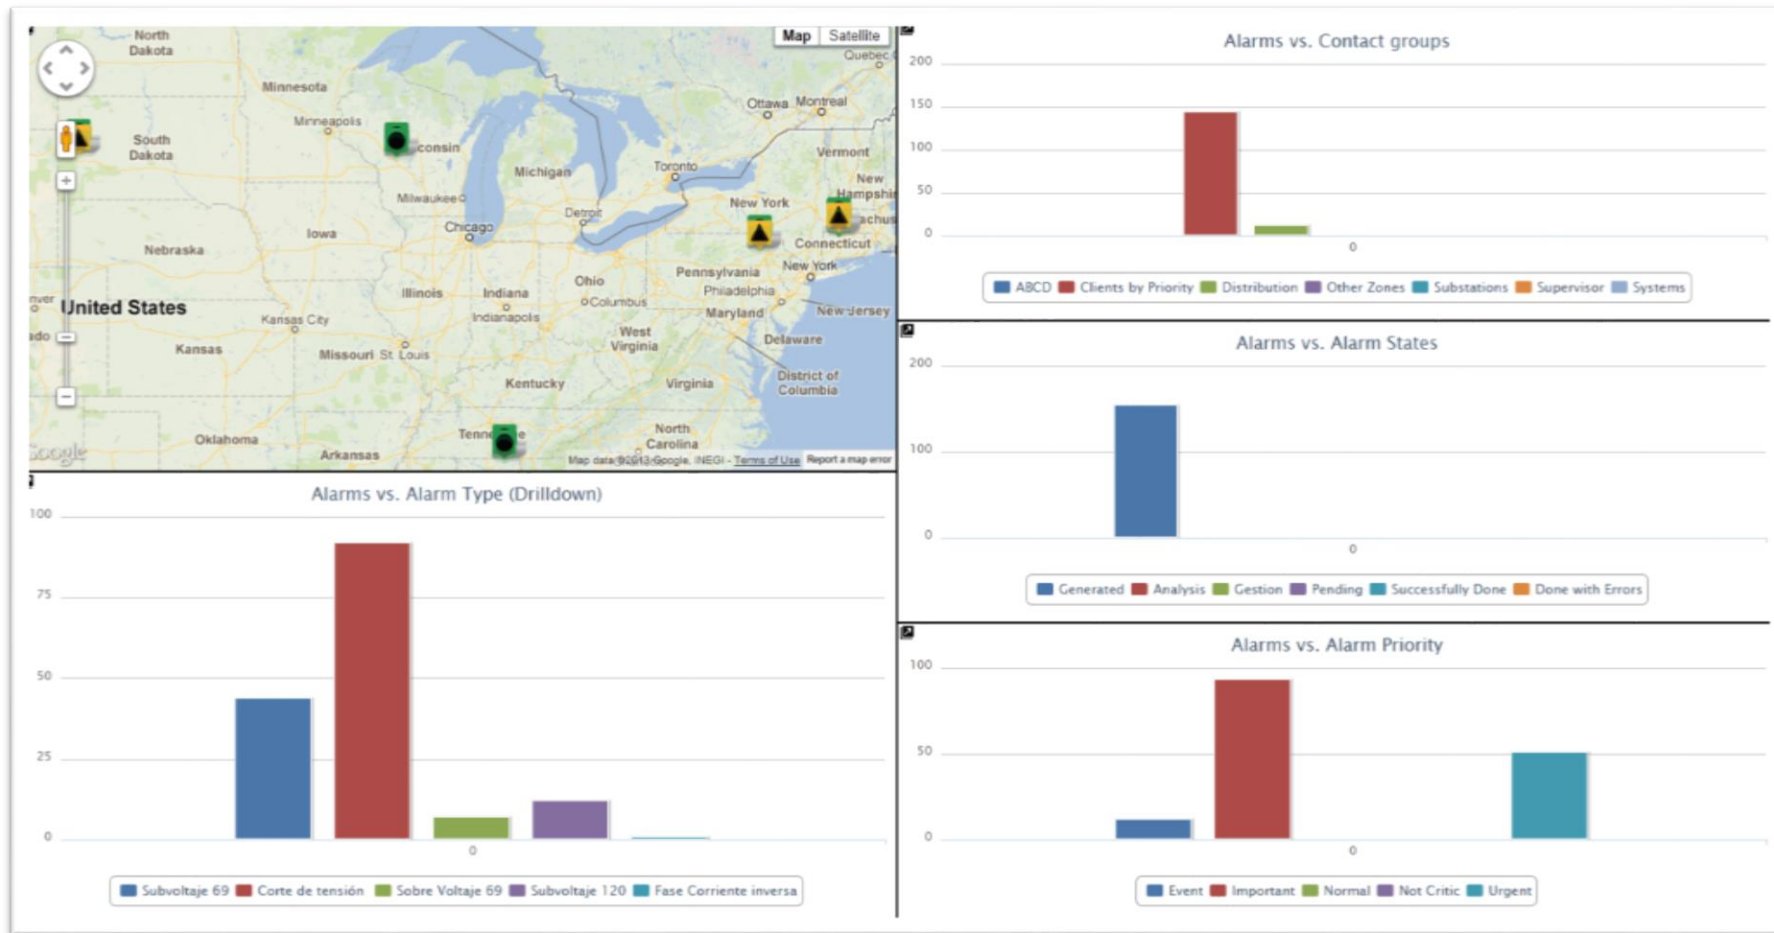 North
Dakota
Map Satellite
Quebec
Minnesota
Ottawa Montreal
Minneapolis
South
Dakota
consin
Vermont
Toronto
Michigan
New
Hampshir
Milwaukee
New York
Detroit
achus
Chicago
Iowa
Connecticut
Nebraska
New York
Pennsylvania
Ohio
Illinois Indiana
Philadelphia
Columbus
nver
United States
Maryland New Jersey
Indianapolis
Kansas City
West
Virginia
ado
Delaware
Kansas
Missouri St Louis
District of
Columbia
Kentucky
Virginia
Tenn
North
Carolina
Oklahoma
Arkansas
Google
Map data ©2013 Google, INEGI - Terms of Use Report a map error
Alarms vs. Alarm Type (Drilldown)
100
75
50
25
0
0
Subvoltaje 69 Corte de tensión Sobre Voltaje 69 Subvoltaje 120 Fase Corriente inversa
Alarms vs. Contact groups
200
150
100
50
0
0
ABCD Clients by Priority Distribution Other Zones Substations Supervisor Systems
Alarms vs. Alarm States
200
100
0
0
Generated Analysis Gestion Pending Successfully Done Done with Errors
Alarms vs. Alarm Priority
100
50
0
0
Event Important Normal Not Critic Urgent